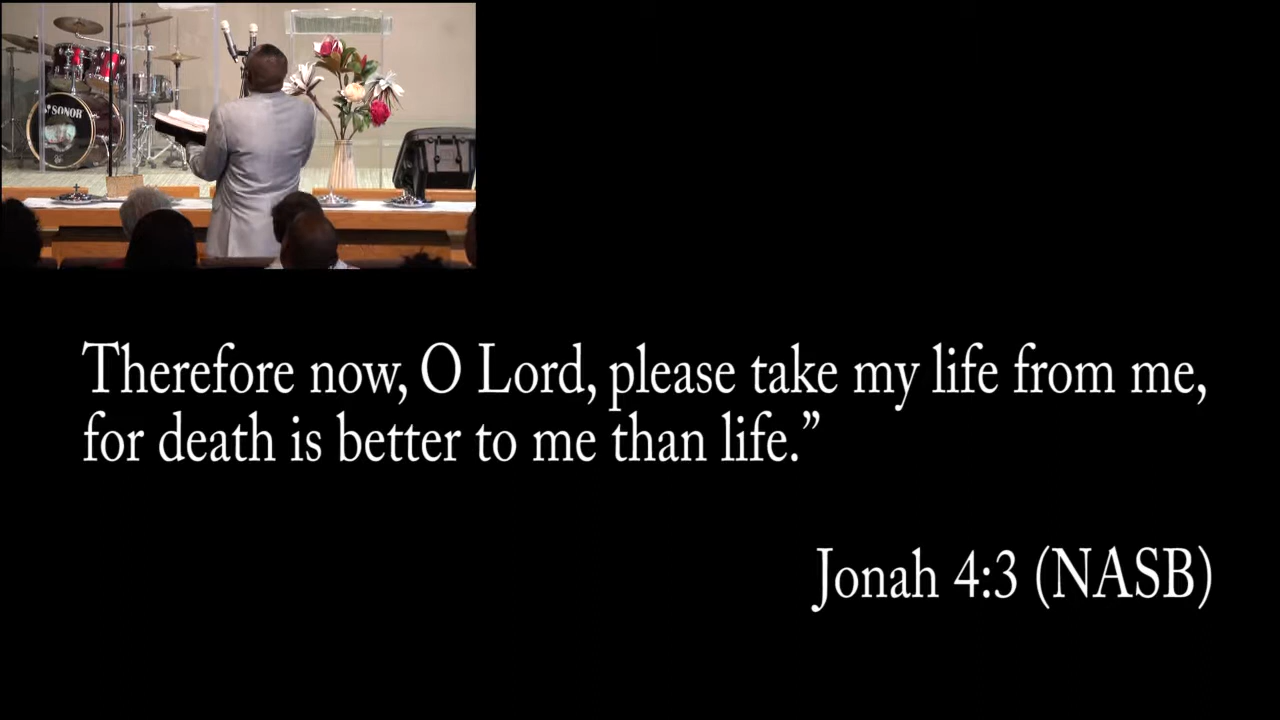 SONOR
Therefore now, O Lord, please take my life from me,
for death is better to me than life.”
Jonah 4:3 (NASB)